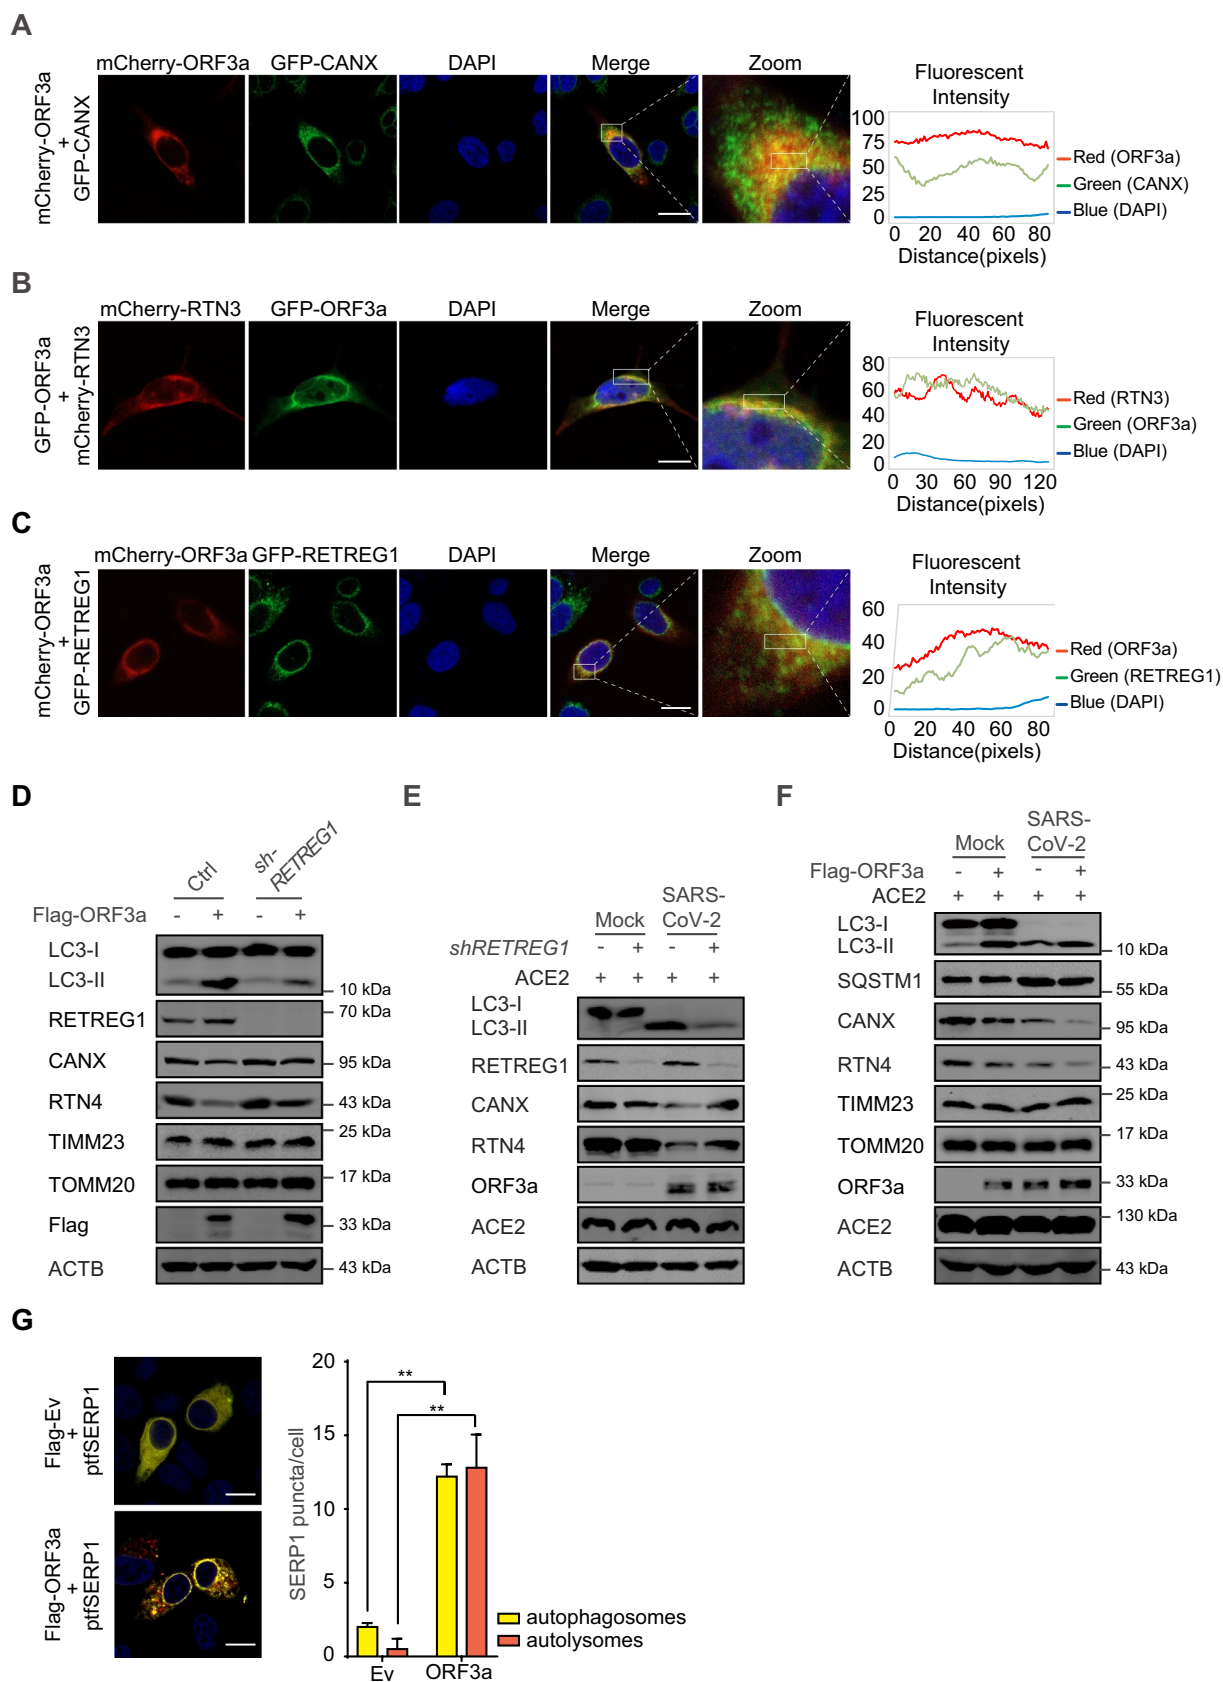 A
mCherry-ORF3a
+
GFP-CANX
mCherry-ORF3a GFP-CANX DAPI Merge Zoom
Fluorescent
Intensity
100
75
50
25
0
0 20 40 60 80
Distance(pixels)
Red (ORF3a)
Green (CANX)
Blue (DAPI)
B
GFP-ORF3a
+
mCherry-RTN3
mCherry-RTN3 GFP-ORF3a DAPI Merge Zoom
Fluorescent
Intensity
80
60
40
20
0
0 30 60 90 120
Distance(pixels)
Red (RTN3)
Green (ORF3a)
Blue (DAPI)
C
mCherry-ORF3a
+
GFP-RETREG1
mCherry-ORF3a GFP-RETREG1 DAPI Merge Zoom
Fluorescent
Intensity
60
40
20
0
0 20 40 60 80
Distance(pixels)
Red (ORF3a)
Green (RETREG1)
Blue (DAPI)
D
Ctrl
sh-
RETREG1
Flag-ORF3a - + - +
LC3-I
LC3-II
10 kDa
RETREG1 70 kDa
CANX 95 kDa
RTN4 43 kDa
TIMM23 25 kDa
TOMM20 17 kDa
Flag 33 kDa
ACTB 43 kDa
E
Mock
SARS-
CoV-2
shRETREG1 - + - +
ACE2 + + + +
LC3-I
LC3-II
RETREG1
CANX
RTN4
ORF3a
ACE2
ACTB
F
Mock
SARS-
CoV-2
Flag-ORF3a - + - +
ACE2 + + + +
LC3-I
LC3-II 10 kDa
SQSTM1 55 kDa
CANX 95 kDa
RTN4 43 kDa
TIMM23 25 kDa
TOMM20 17 kDa
ORF3a 33 kDa
ACE2 130 kDa
ACTB 43 kDa
G
Flag-Ev
+
ptfSERP1
Flag-ORF3a
+
ptfSERP1
SERP1 puncta/cell
20
15
10
5
0
**
**
Ev ORF3a
autophagosomes
autolysomes